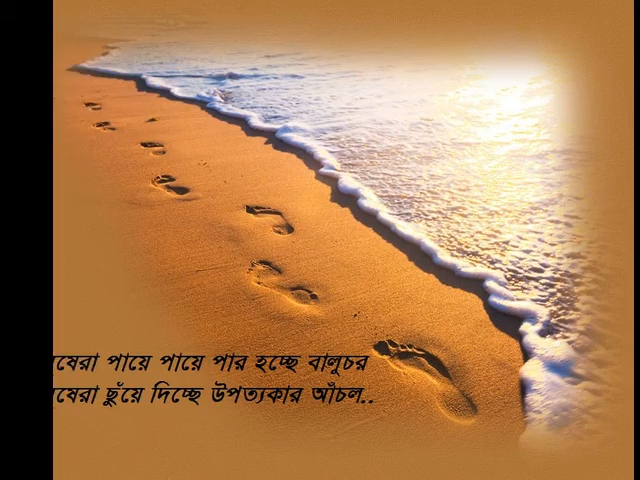 ষেরা পায়ে পায়ে পার হচ্ছে বালুচর
ষেরা ছুঁয়ে দিচ্ছে উপত্যকার আঁচল..